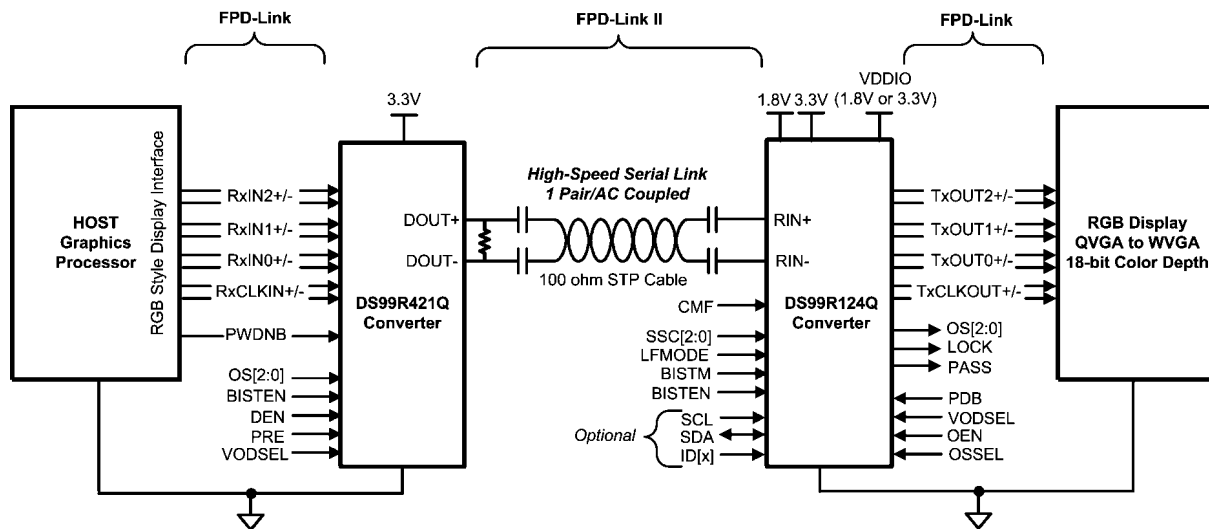 FPD-Link
FPD-Link II
FPD-Link
3.3V
1.8V 3.3V
VDDIO
(1.8V or 3.3V)
HOST
Graphics
Processor
RGB Style Display Interface
RxIN2+/-
RxIN1+/-
RxIN0+/-
RxCLKIN+/-
PWDNB
OS[2:0]
BISTEN
DEN
PRE
VODSEL
DOUT+
DOUT-
DS99R421Q
Converter
High-Speed Serial Link
1 Pair/AC Coupled
100 ohm STP Cable
CMF
SSC[2:0]
LFMODE
BISTM
BISTEN
Optional
SCL
SDA
ID[x]
RIN+
RIN-
DS99R124Q
Converter
TxOUT2+/-
TxOUT1+/-
TxOUT0+/-
TxCLKOUT+/-
OS[2:0]
LOCK
PASS
PDB
VODSEL
OEN
OSSEL
RGB Display
QVGA to WVGA
18-bit Color Depth